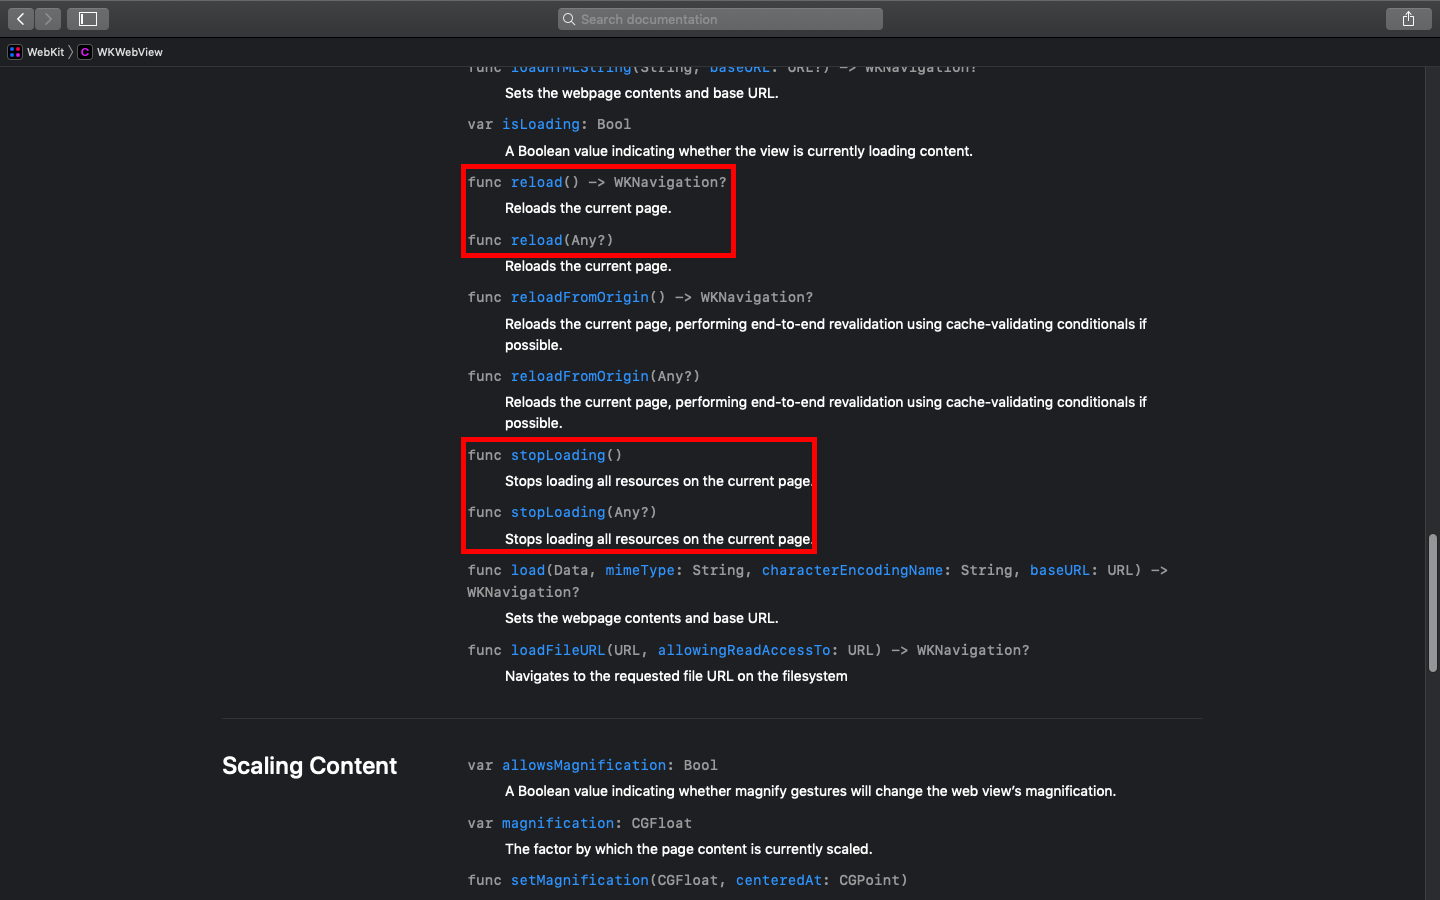 Search documentation
WebKit
WKWebView
func loadHTMLString(String, baseURL: URL?) -> WKNavigation?
Sets the webpage contents and base URL.
var isLoading: Bool
A Boolean value indicating whether the view is currently loading content.
func reload() -> WKNavigation?
Reloads the current page.
func reload(Any?)
Reloads the current page.
func reloadFromOrigin() -> WKNavigation?
Reloads the current page, performing end-to-end revalidation using cache-validating conditionals if
possible.
func reloadFromOrigin(Any?)
Reloads the current page, performing end-to-end revalidation using cache-validating conditionals if
possible.
func stopLoading()
Stops loading all resources on the current page.
func stopLoading(Any?)
Stops loading all resources on the current page.
func load(Data, mimeType: String, characterEncodingName: String, baseURL: URL) ->
WKNavigation?
Sets the webpage contents and base URL.
func loadFileURL(URL, allowingReadAccessTo: URL) -> WKNavigation?
Navigates to the requested file URL on the filesystem
Scaling Content
var allowsMagnification: Bool
A Boolean value indicating whether magnify gestures will change the web view’s magnification.
var magnification: CGFloat
The factor by which the page content is currently scaled.
func setMagnification(CGFloat, centeredAt: CGPoint)